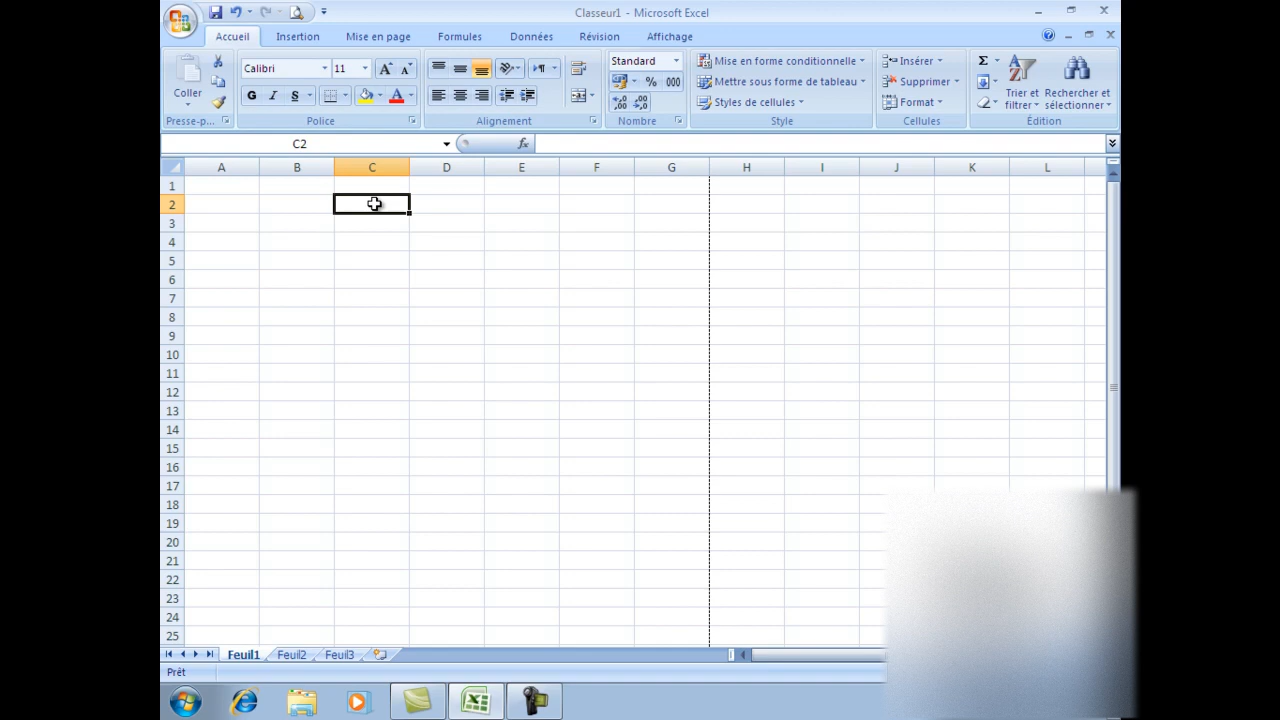 Classeur1 - Microsoft Excel
Accueil Insertion Mise en page Formules Données Révision Affichage
Calibri 11 Standard Mise en forme conditionnelle Insérer Σ
Coller Mettre sous forme de tableau Supprimer Trier et filtrer Rechercher et sélectionner
G I S A % 000 Styles de cellules Format
Presse-p... Police Alignement Nombre Style Cellules Édition
C2 fx
A B C D E F G H I J K L
1
2
3
4
5
6
7
8
9
10
11
12
13
14
15
16
17
18
19
20
21
22
23
24
25
Feuil1 Feuil2 Feuil3
Prêt